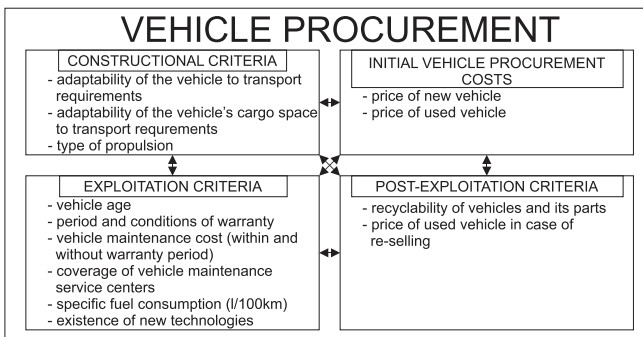 VEHICLE PROCUREMENT
CONSTRUCTIONAL CRITERIA
- adaptability of the vehicle to transport
requirements
- adaptability of the vehicle's cargo space
to transport requrements
- type of propulsion
INITIAL VEHICLE PROCUREMENT
COSTS
- price of new vehicle
- price of used vehicle
EXPLOITATION CRITERIA
- vehicle age
- period and conditions of warranty
- vehicle maintenance cost (within and
without warranty period)
- coverage of vehicle maintenance
service centers
- specific fuel consumption (l/100km)
- existence of new technologies
POST-EXPLOITATION CRITERIA
- recyclability of vehicles and its parts
- price of used vehicle in case of
re-selling